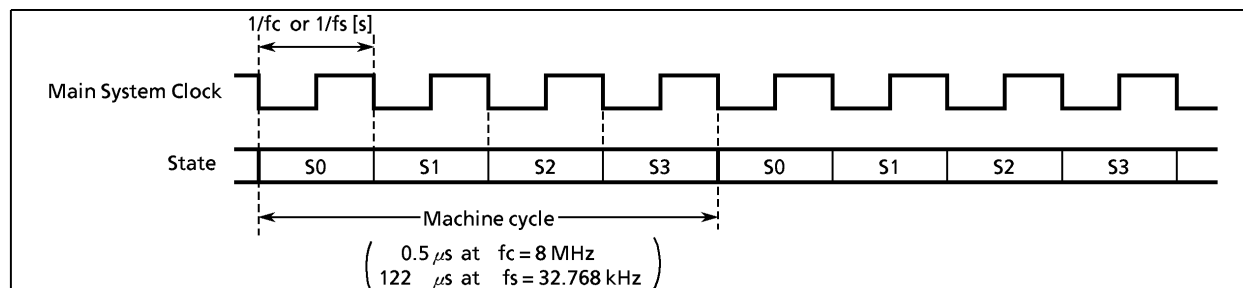 1/fc or 1/fs [s]
Main System Clock
State S0 S1 S2 S3 S0 S1 S2 S3
Machine cycle
0.5 μs at fc = 8 MHz
122 μs at fs = 32.768 kHz